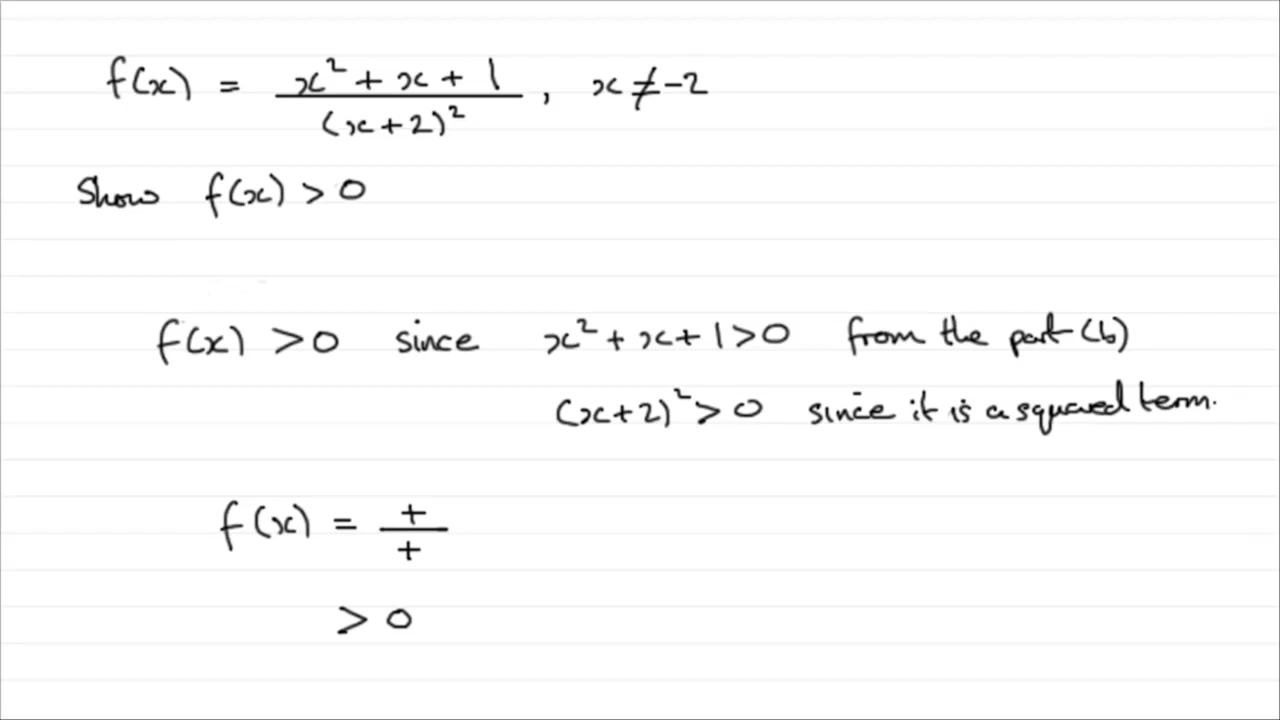 f(x) = (x² + x + 1)/(x+2)², x ≠ -2
Show f(x) > 0
f(x) > 0 since x² + x + 1 > 0 from the part (b)
(x+2)² > 0 since it is a squared term.
f(x) = +/+
> 0